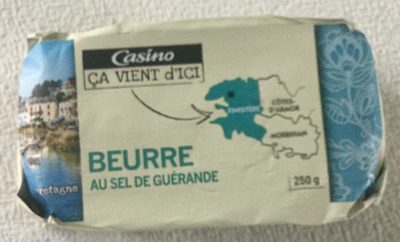 Casino
ÇA VIENT d'ICI
FINISTÈRE
CÔTES-
D'ARMOR
MORBIHAN
BEURRE
AU SEL DE GUÉRANDE
250 g
Bretagne